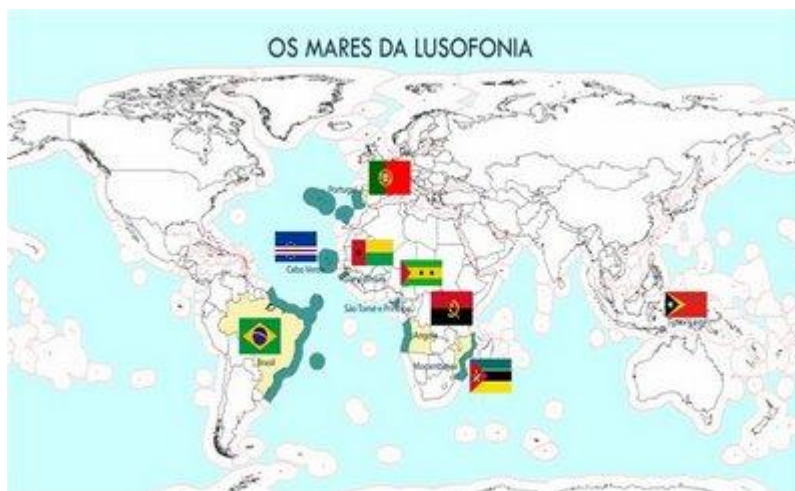 OS MARES DA LUSOFONIA
Portugal
Cabo Verde
São Tomé e Príncipe
Angola
Brasil
Moçambique